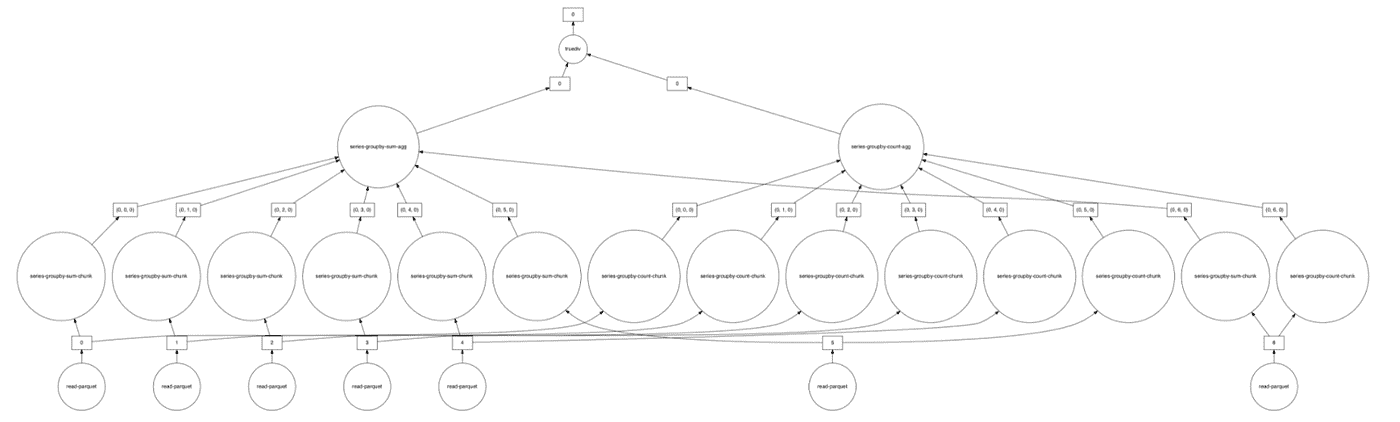 0
truediv
0 0
series-groupby-sum-agg series-groupby-count-agg
(0, 0, 0) (0, 1, 0) (0, 2, 0) (0, 3, 0) (0, 4, 0) (0, 5, 0) (0, 0, 0) (0, 1, 0) (0, 2, 0) (0, 3, 0) (0, 4, 0) (0, 5, 0) (0, 6, 0) (0, 6, 0)
series-groupby-sum-chunk series-groupby-sum-chunk series-groupby-sum-chunk series-groupby-sum-chunk series-groupby-sum-chunk series-groupby-sum-chunk series-groupby-count-chunk series-groupby-count-chunk series-groupby-count-chunk series-groupby-count-chunk series-groupby-count-chunk series-groupby-count-chunk series-groupby-sum-chunk series-groupby-count-chunk
0 1 2 3 4 5 6
read-parquet read-parquet read-parquet read-parquet read-parquet read-parquet read-parquet